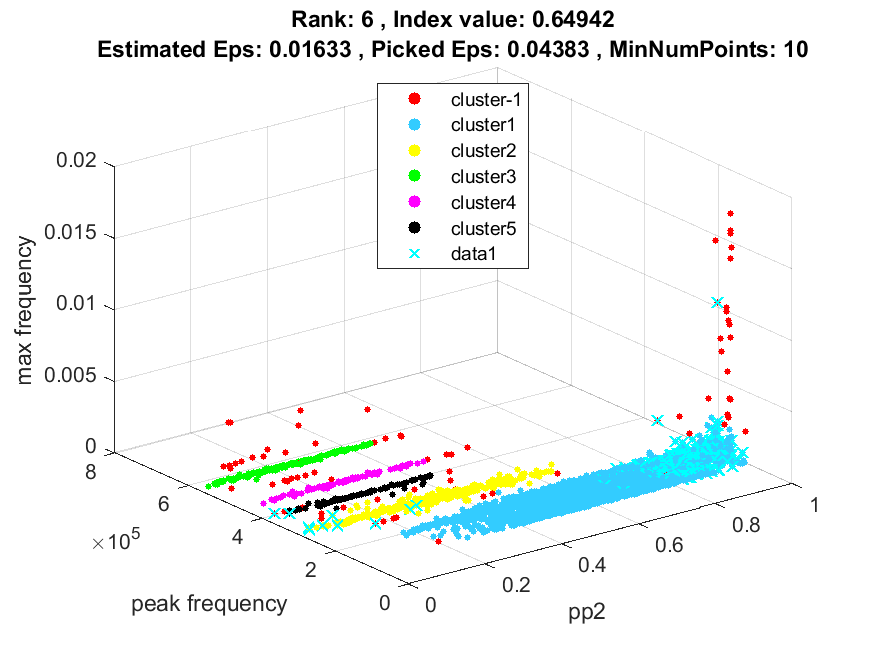 Rank: 6 , Index value: 0.64942
Estimated Eps: 0.01633 , Picked Eps: 0.04383 , MinNumPoints: 10
cluster-1
cluster1
cluster2
cluster3
cluster4
cluster5
data1
max frequency
0.02
0.015
0.01
0.005
0
8
6
4
2
0
×10^5
peak frequency
0
0.2
0.4
0.6
0.8
1
pp2